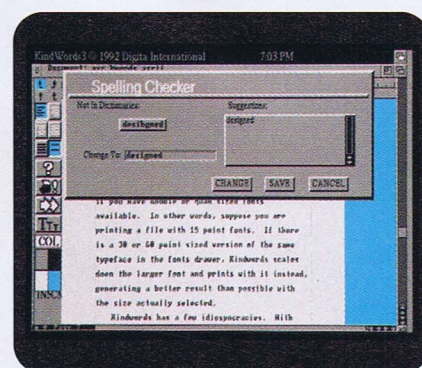 KindWords3 © 1992 Digita International 7:03 PM
Spelling Checker
Not In Dictionaries:
Suggestions:
desibgned
designed
Change To: designed
CHANGE SAVE CANCEL
if you have double or quad sized fonts
available. In other words, suppose you are
printing a file with 15 point fonts. If there
is a 30 or 60 point sized version of the same
typeface in the fonts drawer, Kindwords scales
down the larger font and prints with it instead,
generating a better result than possible with
the size actually selected.
Kindwords has a few idiosyncracies. With
COL